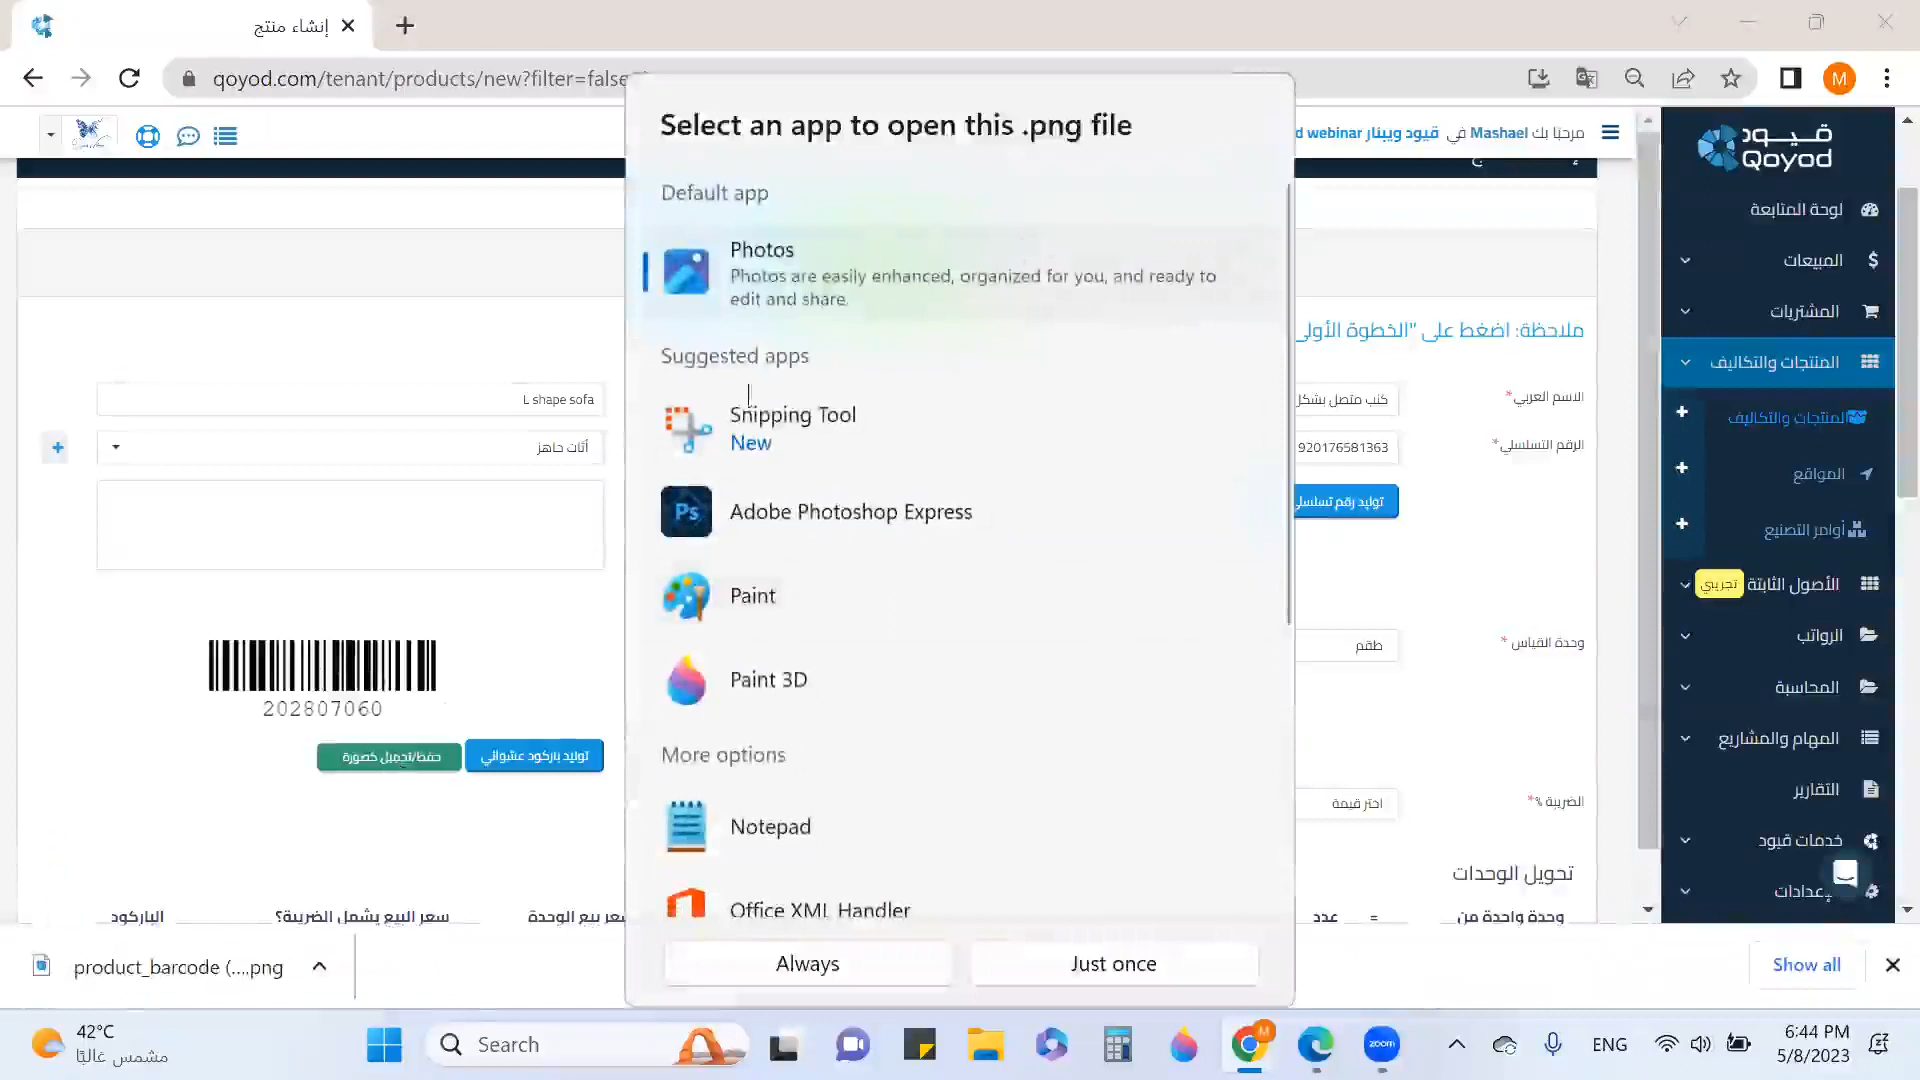 إنشاء منتج
qoyod.com/tenant/products/new?filter=false
M
d webinar قيود ويبينار
مرحبًا بك Mashael في
قيود
Qoyod
لوحة المتابعة
المبيعات
المشتريات
المنتجات والتكاليف
المنتجات والتكاليف
المواقع
أوامر التصنيع
الأصول الثابتة
تجريبي
الرواتب
المحاسبة
المهام والمشاريع
التقارير
خدمات قيود
ملاحظة: اضغط على "الخطوة الأولى
الاسم العربي*
كنب متصل بشكل
L shape sofa
الرقم التسلسلي*
920176581363
أثاث جاهز
توليد رقم تسلسلي
وحدة القياس *
طقم
202807060
توليد باركود عشوائي
حفظ/تحميل كصورة
الضريبة %*
اختر قيمة
تحويل الوحدات
وحدة واحدة من
=
عدد
سعر بيع الوحدة
سعر البيع يشمل الضريبة؟
الباركود
Select an app to open this .png file
Default app
Photos
Photos are easily enhanced, organized for you, and ready to
edit and share.
Suggested apps
Snipping Tool
New
Adobe Photoshop Express
Ps
Paint
Paint 3D
More options
Notepad
Office XML Handler
Always
Just once
product_barcode (....png
Show all
42°C
مشمس غالبًا
Search
M
zoom
ENG
6:44 PM
5/8/2023